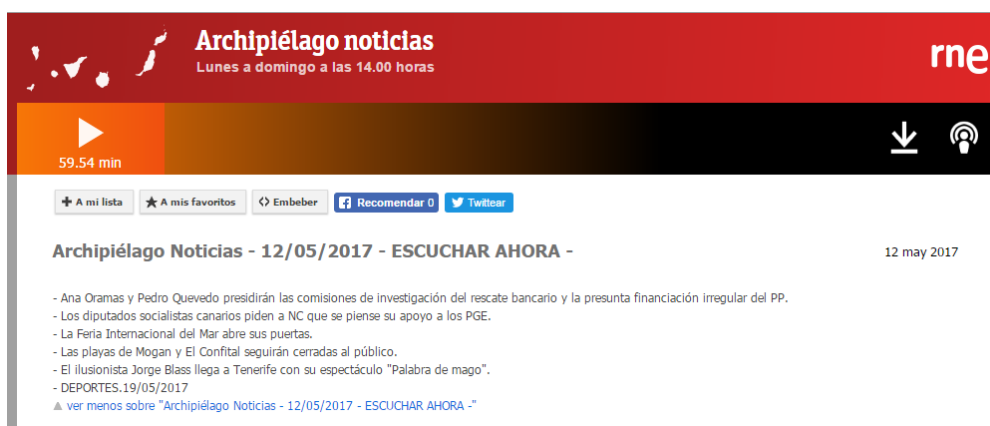 Archipiélago noticias
Lunes a domingo a las 14.00 horas
rne
59.54 min
A mi lista
A mis favoritos
Embeber
Recomendar 0
Twittear
Archipiélago Noticias - 12/05/2017 - ESCUCHAR AHORA -
12 may 2017
- Ana Oramas y Pedro Quevedo presidirán las comisiones de investigación del rescate bancario y la presunta financiación irregular del PP.
- Los diputados socialistas canarios piden a NC que se piense su apoyo a los PGE.
- La Feria Internacional del Mar abre sus puertas.
- Las playas de Mogan y El Confital seguirán cerradas al público.
- El ilusionista Jorge Blass llega a Tenerife con su espectáculo "Palabra de mago".
- DEPORTES.19/05/2017
ver menos sobre "Archipiélago Noticias - 12/05/2017 - ESCUCHAR AHORA -"